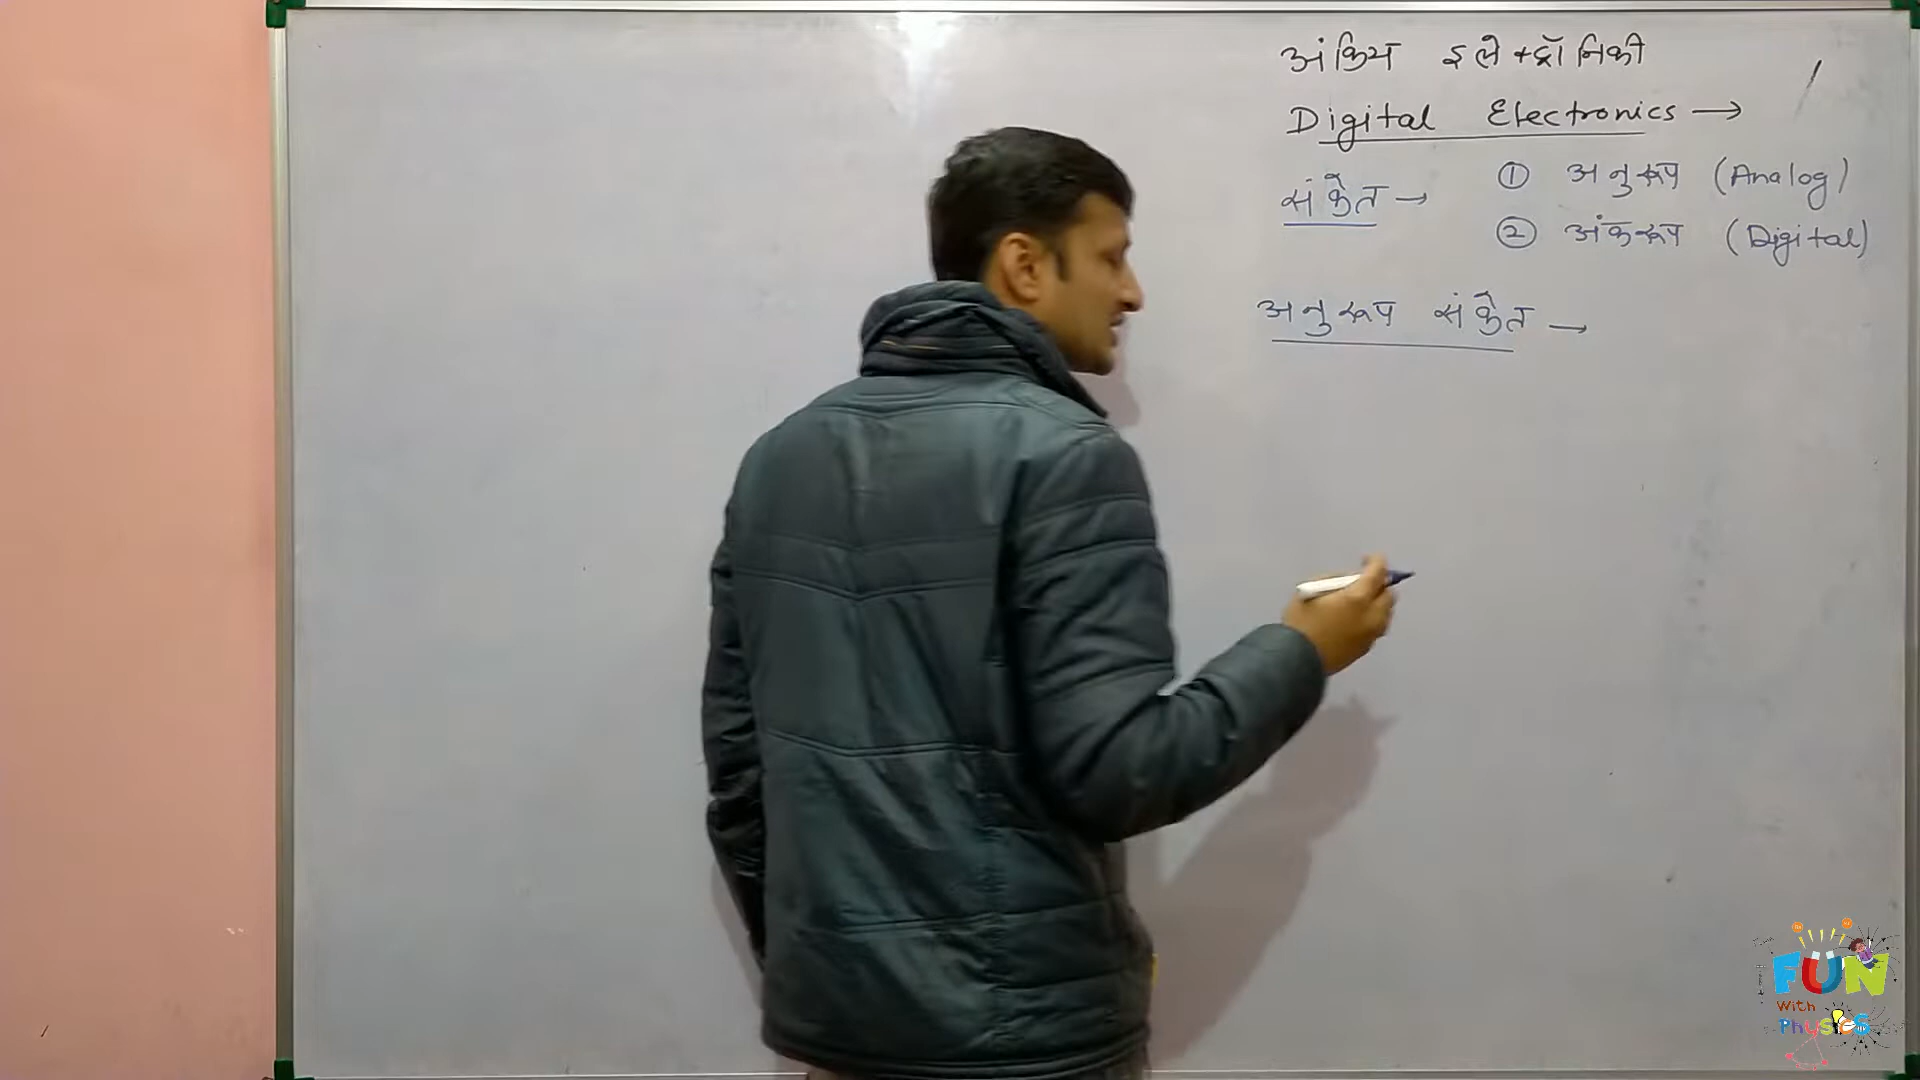 अंकिय इलेक्ट्रॉनिकी
Digital Electronics →
संकेत → ① अनुरूप (Analog)
② अंकरूप (Digital)
अनुरूप संकेत →
FUN
With
Physics